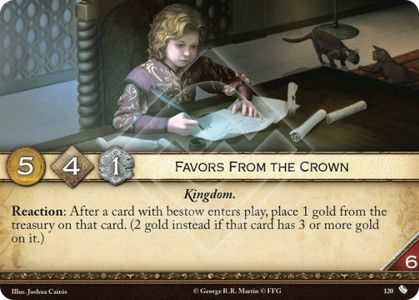 5 4 1 FAVORS FROM THE CROWN
Kingdom.
Reaction: After a card with bestow enters play, place 1 gold from the
treasury on that card. (2 gold instead if that card has 3 or more gold
on it.)
6
Illus. Joshua Cairós © George R.R. Martin © FFG 120